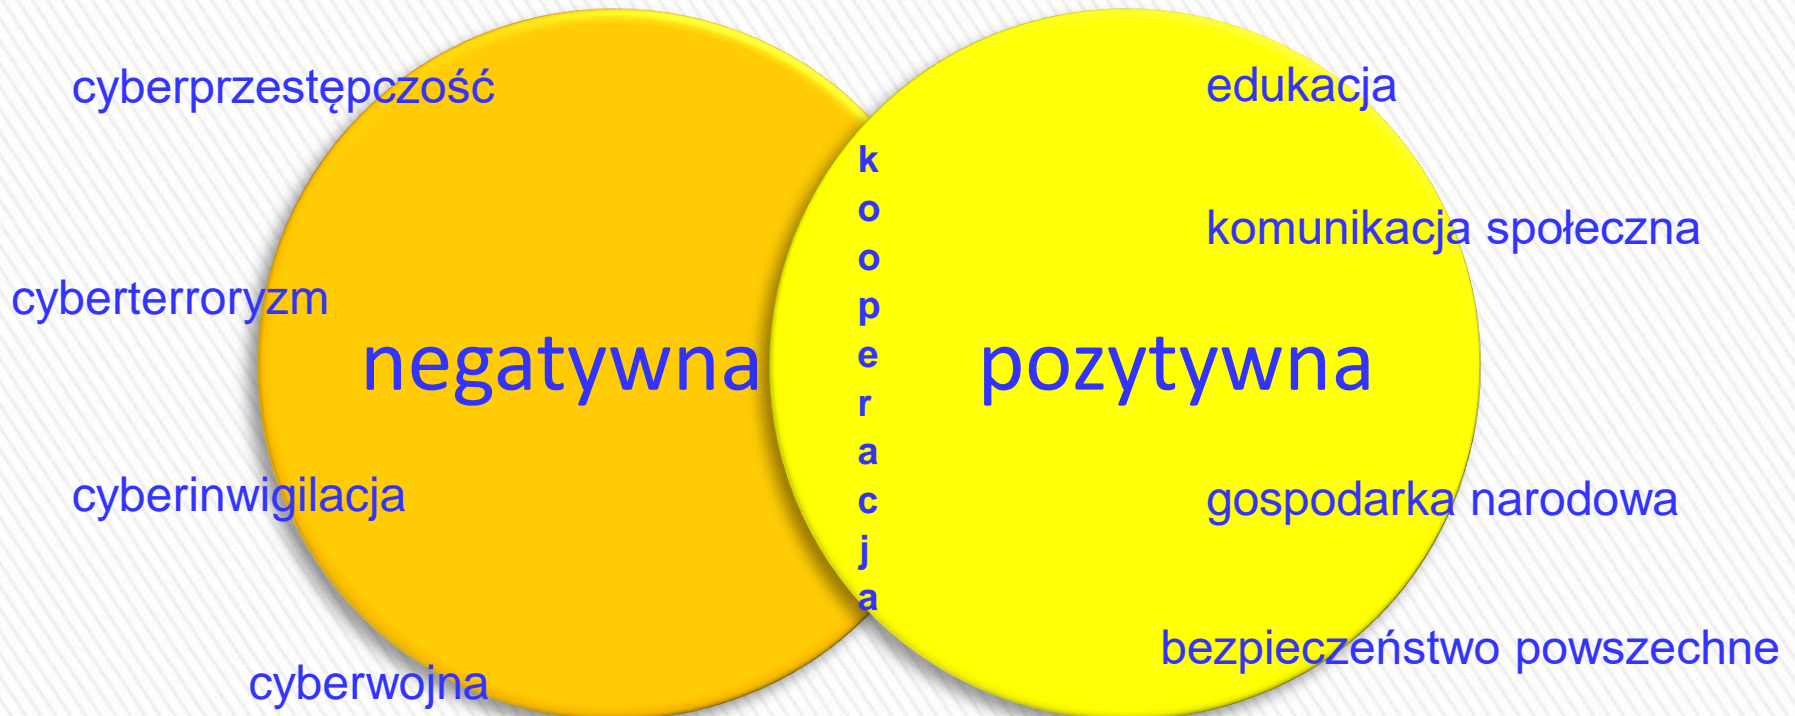 cyberprzestępczość
cyberterroryzm
negatywna
cyberinwigilacja
cyberwojna
kooperacja
edukacja
komunikacja społeczna
pozytywna
gospodarka narodowa
bezpieczeństwo powszechne